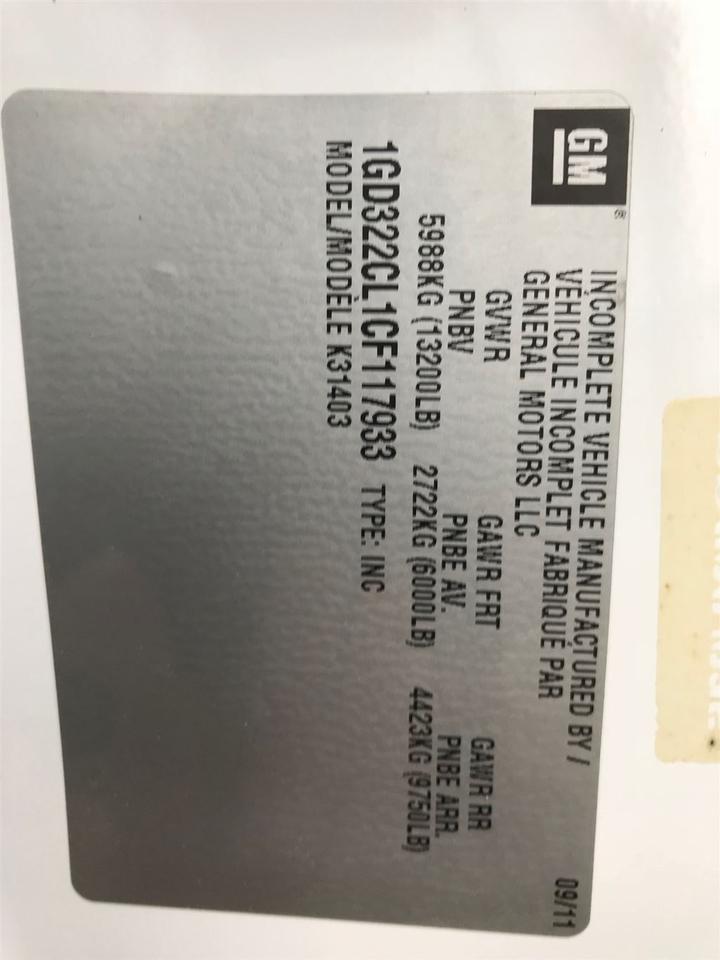 GM®
INCOMPLETE VEHICLE MANUFACTURED BY /
VÉHICULE INCOMPLET FABRIQUÉ PAR
GENERAL MOTORS LLC
09/11
GVWR GAWR FRT GAWR RR
PNBV PNBE AV. PNBE ARR.
5988KG (13200LB) 2722KG (6000LB) 4423KG (9750LB)
1GD322CL1CF117933 TYPE: INC
MODEL/MODÈLE K31403